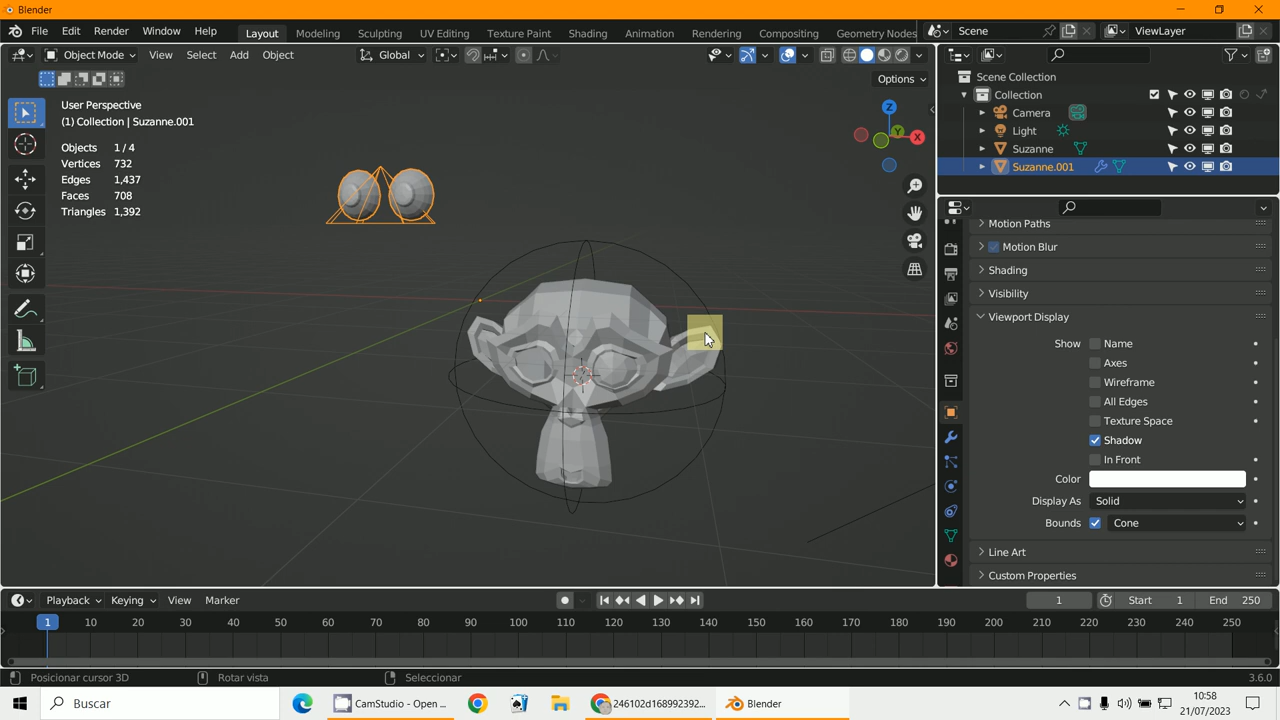 Blender
File Edit Render Window Help Layout Modeling Sculpting UV Editing Texture Paint Shading Animation Rendering Compositing Geometry Nodes Scene ViewLayer
Object Mode View Select Add Object Global
Options
User Perspective
(1) Collection | Suzanne.001
Objects 1 / 4
Vertices 732
Edges 1,437
Faces 708
Triangles 1,392
Z
Y
X
Scene Collection
Collection
Camera
Light
Suzanne
Suzanne.001
Motion Paths
Motion Blur
Shading
Visibility
Viewport Display
Show Name
Axes
Wireframe
All Edges
Texture Space
Shadow
In Front
Color
Display As Solid
Bounds Cone
Line Art
Custom Properties
Playback Keying View Marker 1 Start 1 End 250
1 10 20 30 40 50 60 70 80 90 100 110 120 130 140 150 160 170 180 190 200 210 220 230 240 250
Posicionar cursor 3D Rotar vista Seleccionar 3.6.0
Buscar CamStudio - Open ... 246102d168992392... Blender 10:58
21/07/2023